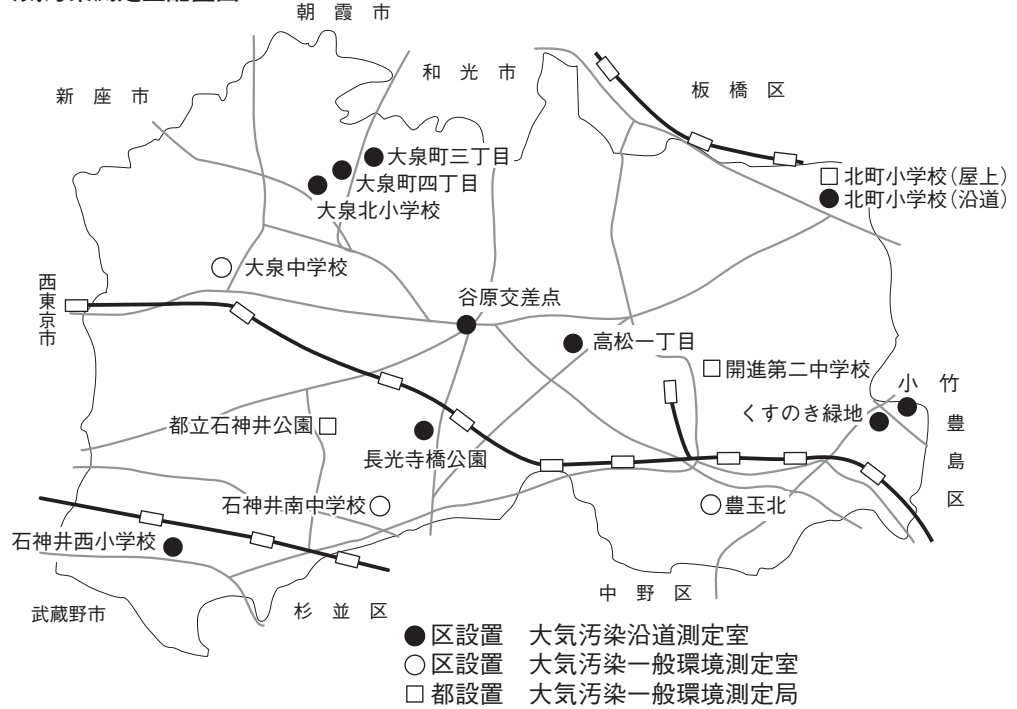 朝霞市
和光市
新座市
板橋区
大泉町三丁目
大泉町四丁目
大泉北小学校
□北町小学校(屋上)
●北町小学校(沿道)
大泉中学校
西東京市
谷原交差点
高松一丁目
開進第二中学校
小竹
くすのき緑地
豊島区
都立石神井公園
長光寺橋公園
石神井南中学校
豊玉北
石神井西小学校
中野区
武蔵野市
杉並区
●区設置 大気汚染沿道測定室
○区設置 大気汚染一般環境測定室
□都設置 大気汚染一般環境測定局